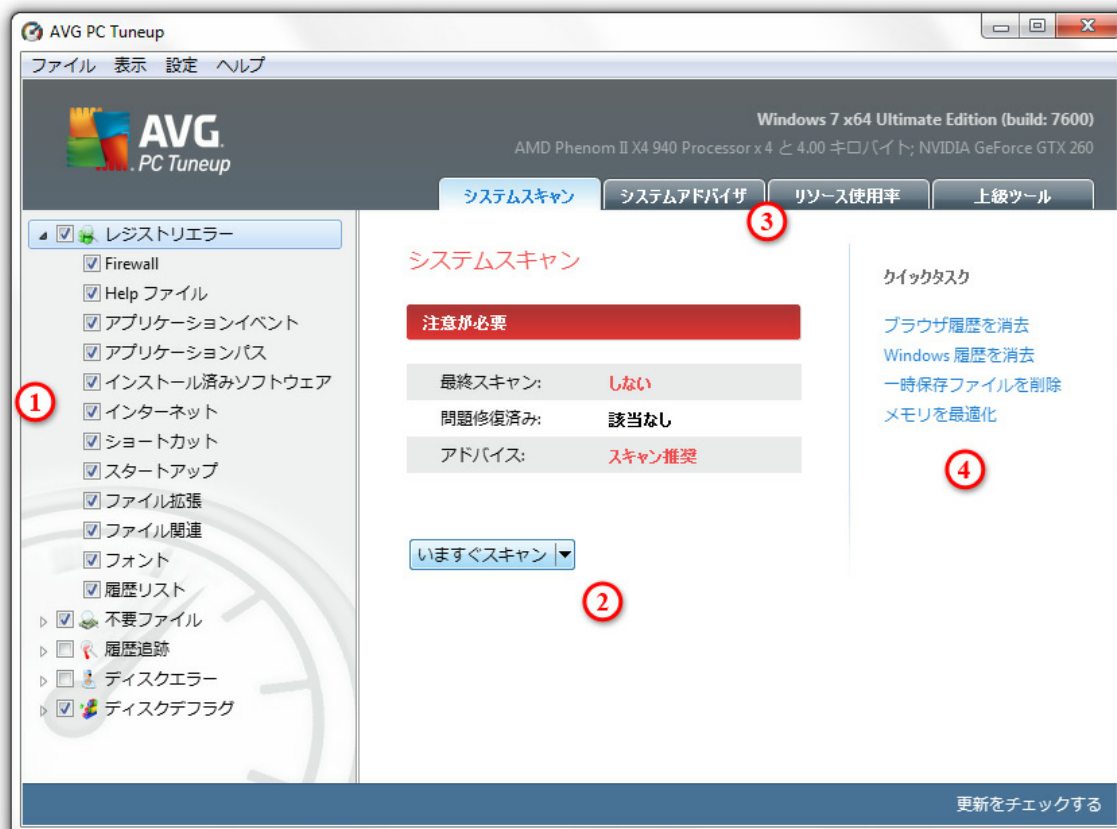 AVG PC Tuneup
ファイル 表示 設定 ヘルプ
AVG.
PC Tuneup
Windows 7 x64 Ultimate Edition (build: 7600)
AMD Phenom II X4 940 Processor x 4 と 4.00 キロバイト; NVIDIA GeForce GTX 260
システムスキャン システムアドバイザ リソース使用率 上級ツール
3
レジストリエラー
Firewall
Help ファイル
アプリケーションイベント
アプリケーションパス
インストール済みソフトウェア
インターネット
ショートカット
スタートアップ
ファイル拡張
ファイル関連
フォント
履歴リスト
不要ファイル
履歴追跡
ディスクエラー
ディスクデフラグ
1
システムスキャン
注意が必要
最終スキャン: しない
問題修復済み: 該当なし
アドバイス: スキャン推奨
いますぐスキャン
2
クイックタスク
ブラウザ履歴を消去
Windows 履歴を消去
一時保存ファイルを削除
メモリを最適化
4
更新をチェックする